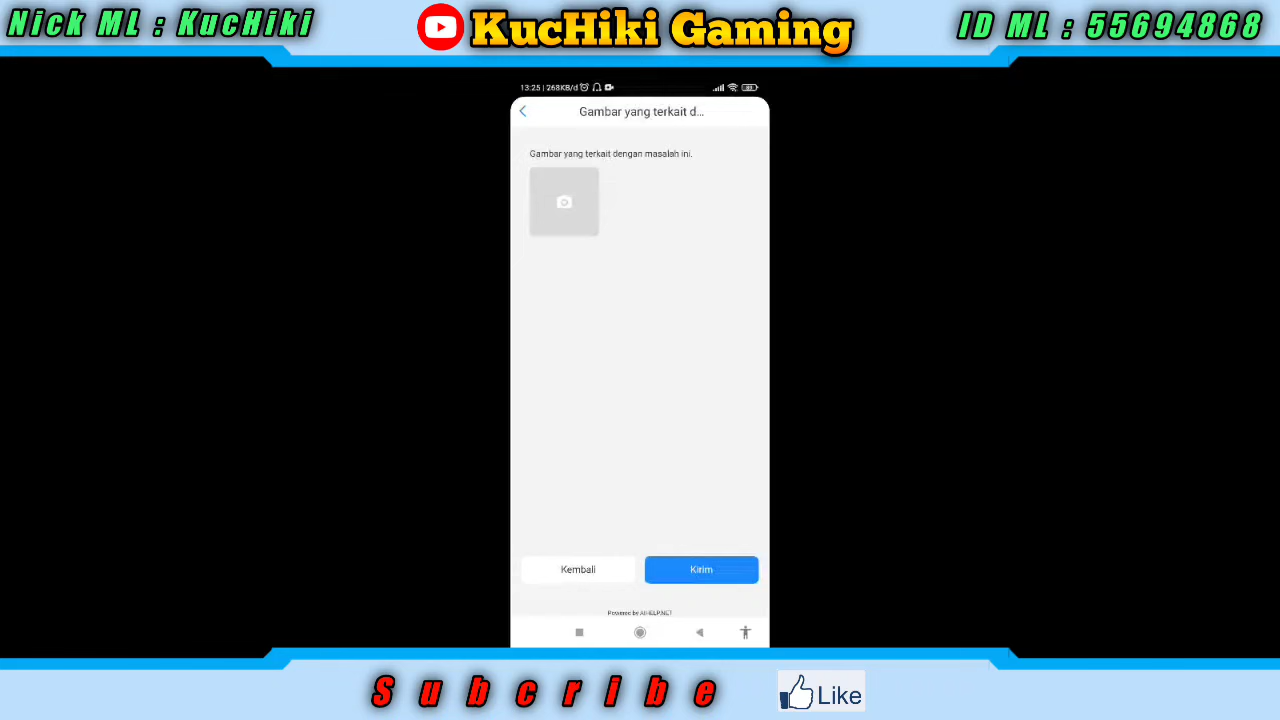 Nick ML : KucHiki
KucHiki Gaming
ID ML : 55694868
13:25 | 268KB/d
Gambar yang terkait d...
Gambar yang terkait dengan masalah ini.
Kembali
Kirim
Powered by AIHELP.NET
Subcribe
Like